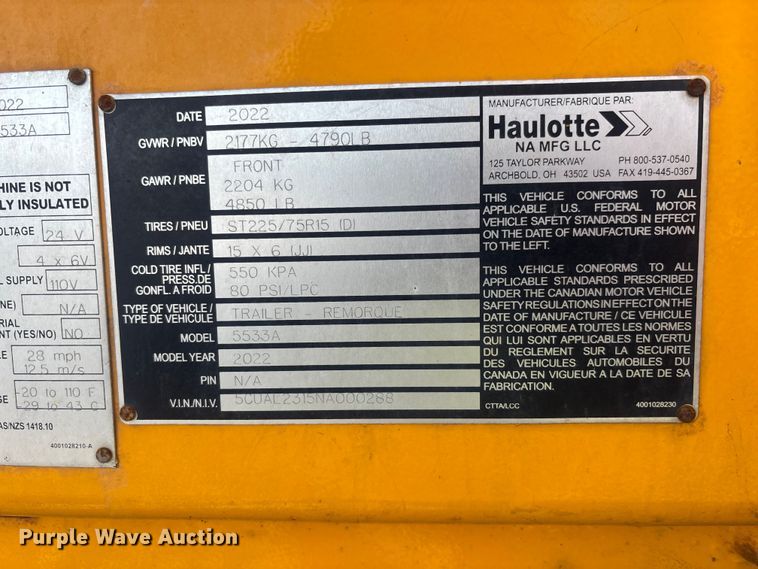 022
5533A
HINE IS NOT
LY INSULATED
OLTAGE 24 V
4 x 6V
L SUPPLY 110V
NE) N/A
RIAL
NT (YES/NO) NO
28 mph
12.5 m/s
-20 to 110 F
GE -29 to 43 C
AS/NZS 1418.10
4001028210-A
DATE 2022
GVWR / PNBV 2177KG - 4790LB
FRONT
GAWR / PNBE 2204 KG
4850 LB
TIRES / PNEU ST225/75R15 (D)
RIMS / JANTE 15 X 6 (JJ)
COLD TIRE INFL / 550 KPA
PRESS.DE
GONFL. A FROID 80 PSI/LPC
TYPE OF VEHICLE / TRAILER REMORQUE
TYPE DE VEHICULE
MODEL 5533A
MODEL YEAR 2022
PIN N/A
V.I.N./N.I.V. 5CUAL2315NA000288
MANUFACTURER/FABRIQUE PAR:
Haulotte
NA MFG LLC
125 TAYLOR PARKWAY PH 800-537-0540
ARCHBOLD, OH 43502 USA FAX 419-445-0367
THIS VEHICLE CONFORMS TO ALL
APPLICABLE U.S. FEDERAL MOTOR
VEHICLE SAFETY STANDARDS IN EFFECT
ON THE DATE OF MANUFACTURE SHOWN
TO THE LEFT.
THIS VEHICLE CONFORMS TO ALL
APPLICABLE STANDARDS PRESCRIBED
UNDER THE CANADIAN MOTOR VEHICLE
SAFETY REGULATIONS IN EFFECT ON THE
DATE OF MANUFACTURE / CE VEHICULE
EST CONFORME A TOUTES LES NORMES
QUI LUI SONT APPLICABLES EN VERTU
DU REGLEMENT SUR LA SECURITE
DES VEHICULES AUTOMOBILES DU
CANADA EN VIGUEUR A LA DATE DE SA
FABRICATION.
CTTA/LCC 4001028230
Purple Wave Auction